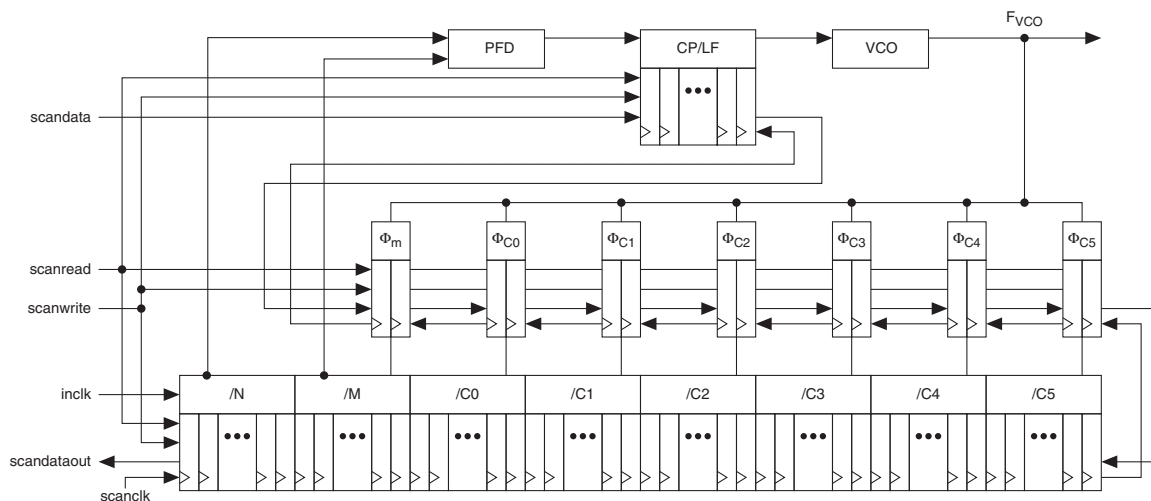 F_VCO
PFD
CP/LF
VCO
•••
scandata
Φm
ΦC0
ΦC1
ΦC2
ΦC3
ΦC4
ΦC5
scanread
scanwrite
inclk
/N
/M
/C0
/C1
/C2
/C3
/C4
/C5
••• ••• ••• ••• ••• ••• ••• •••
scandataout
scanclk